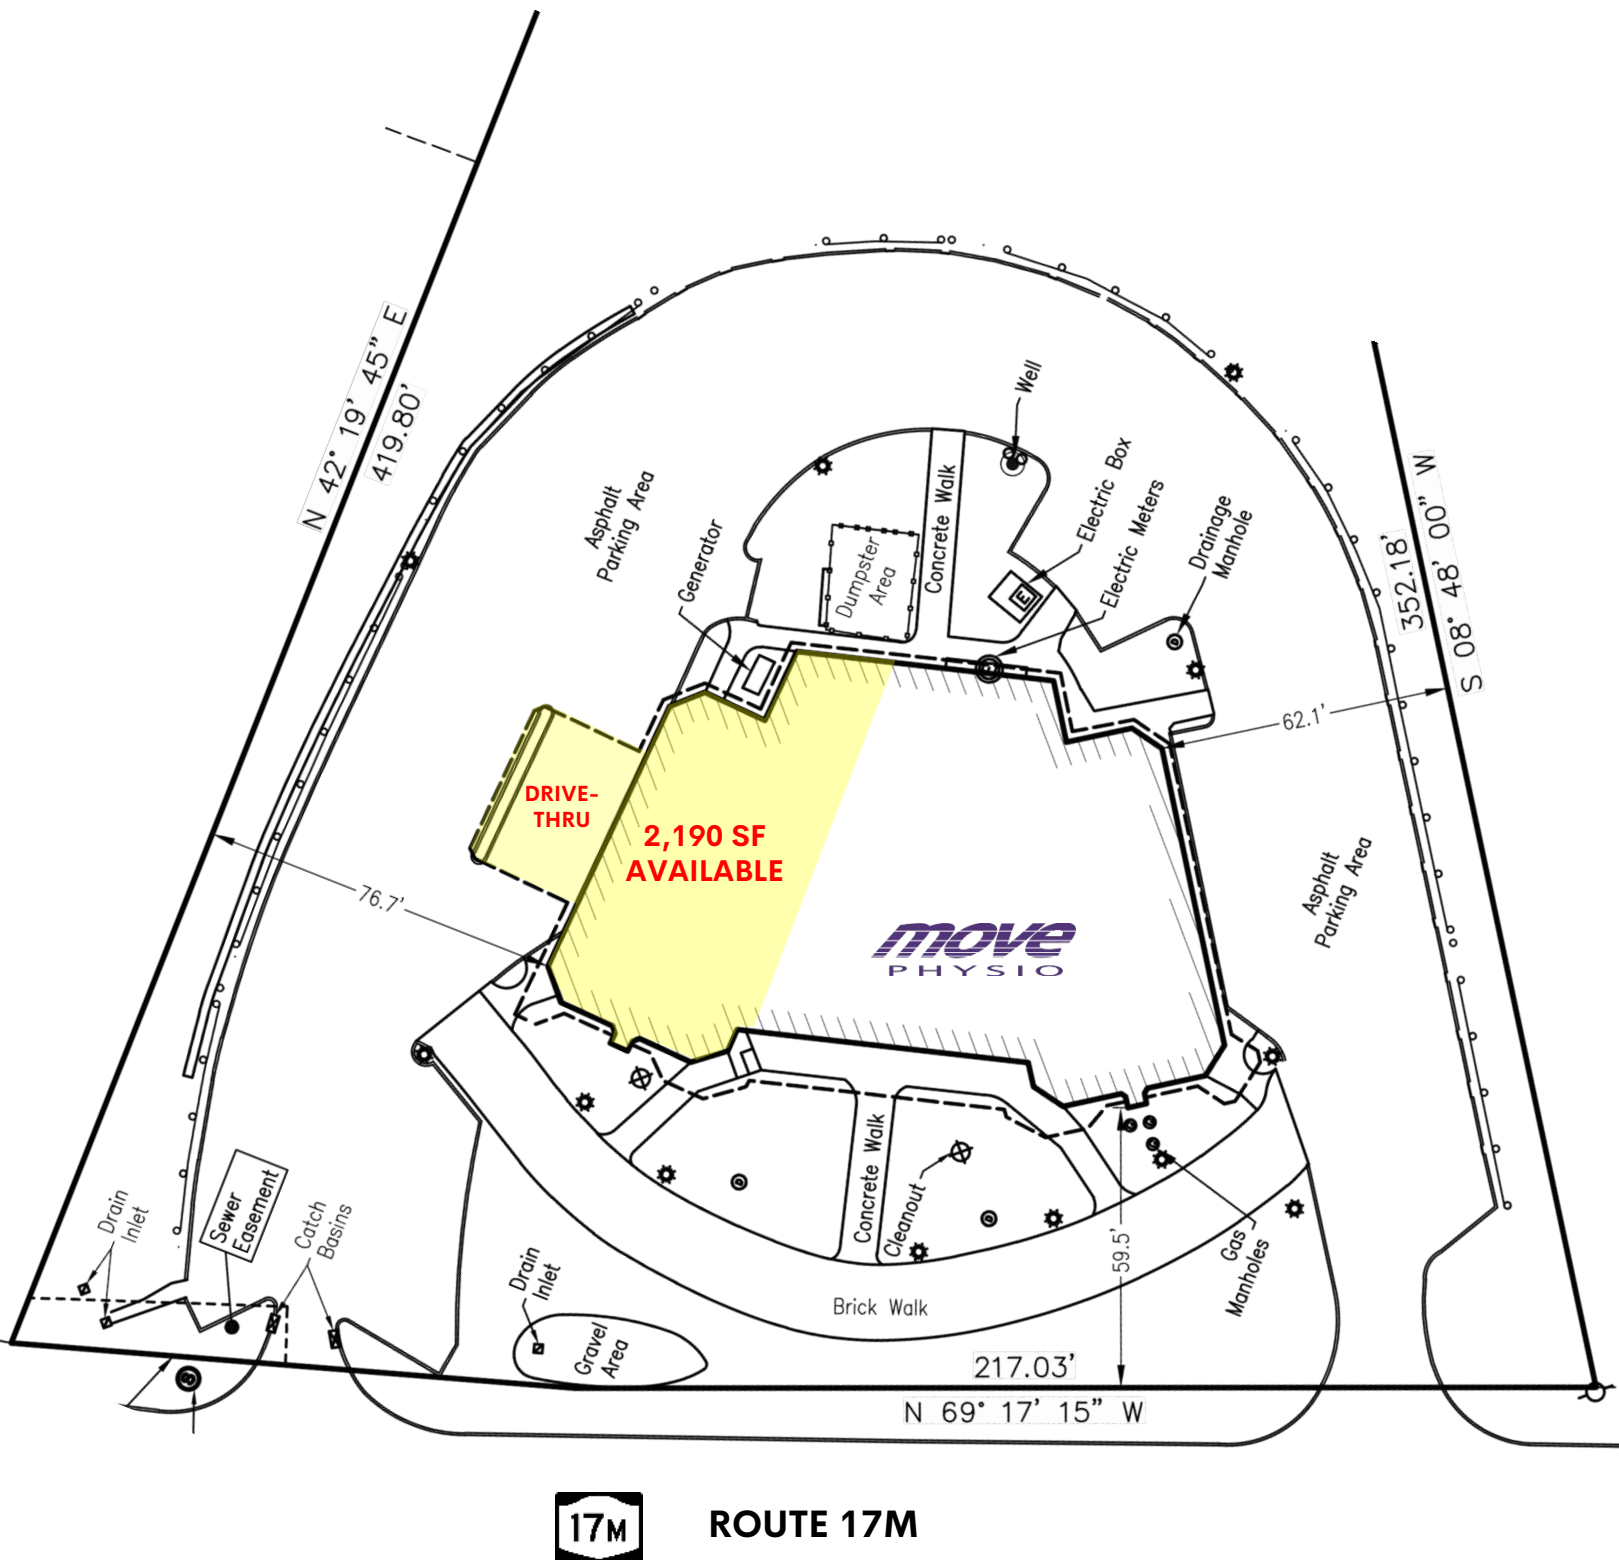 N 42° 19' 45” E
419.80'
Well
Asphalt
Parking Area
Generator
Dumpster
Area
Concrete Walk
Electric Box
Electric Meters
E
Drainage
Manhole
D
352.18'
S 08° 48' 00” W
62.1'
DRIVE-
THRU
2,190 SF
AVAILABLE
76.7'
move
PHYSIO
Asphalt
Parking Area
Drain
Inlet
Sewer
Easement
Catch
Basins
Drain
Inlet
Gravel
Area
Concrete Walk
Cleanout
D
D
Brick Walk
59.5'
Gas
Manholes
217.03'
N 69° 17' 15” W
S
17M
ROUTE 17M